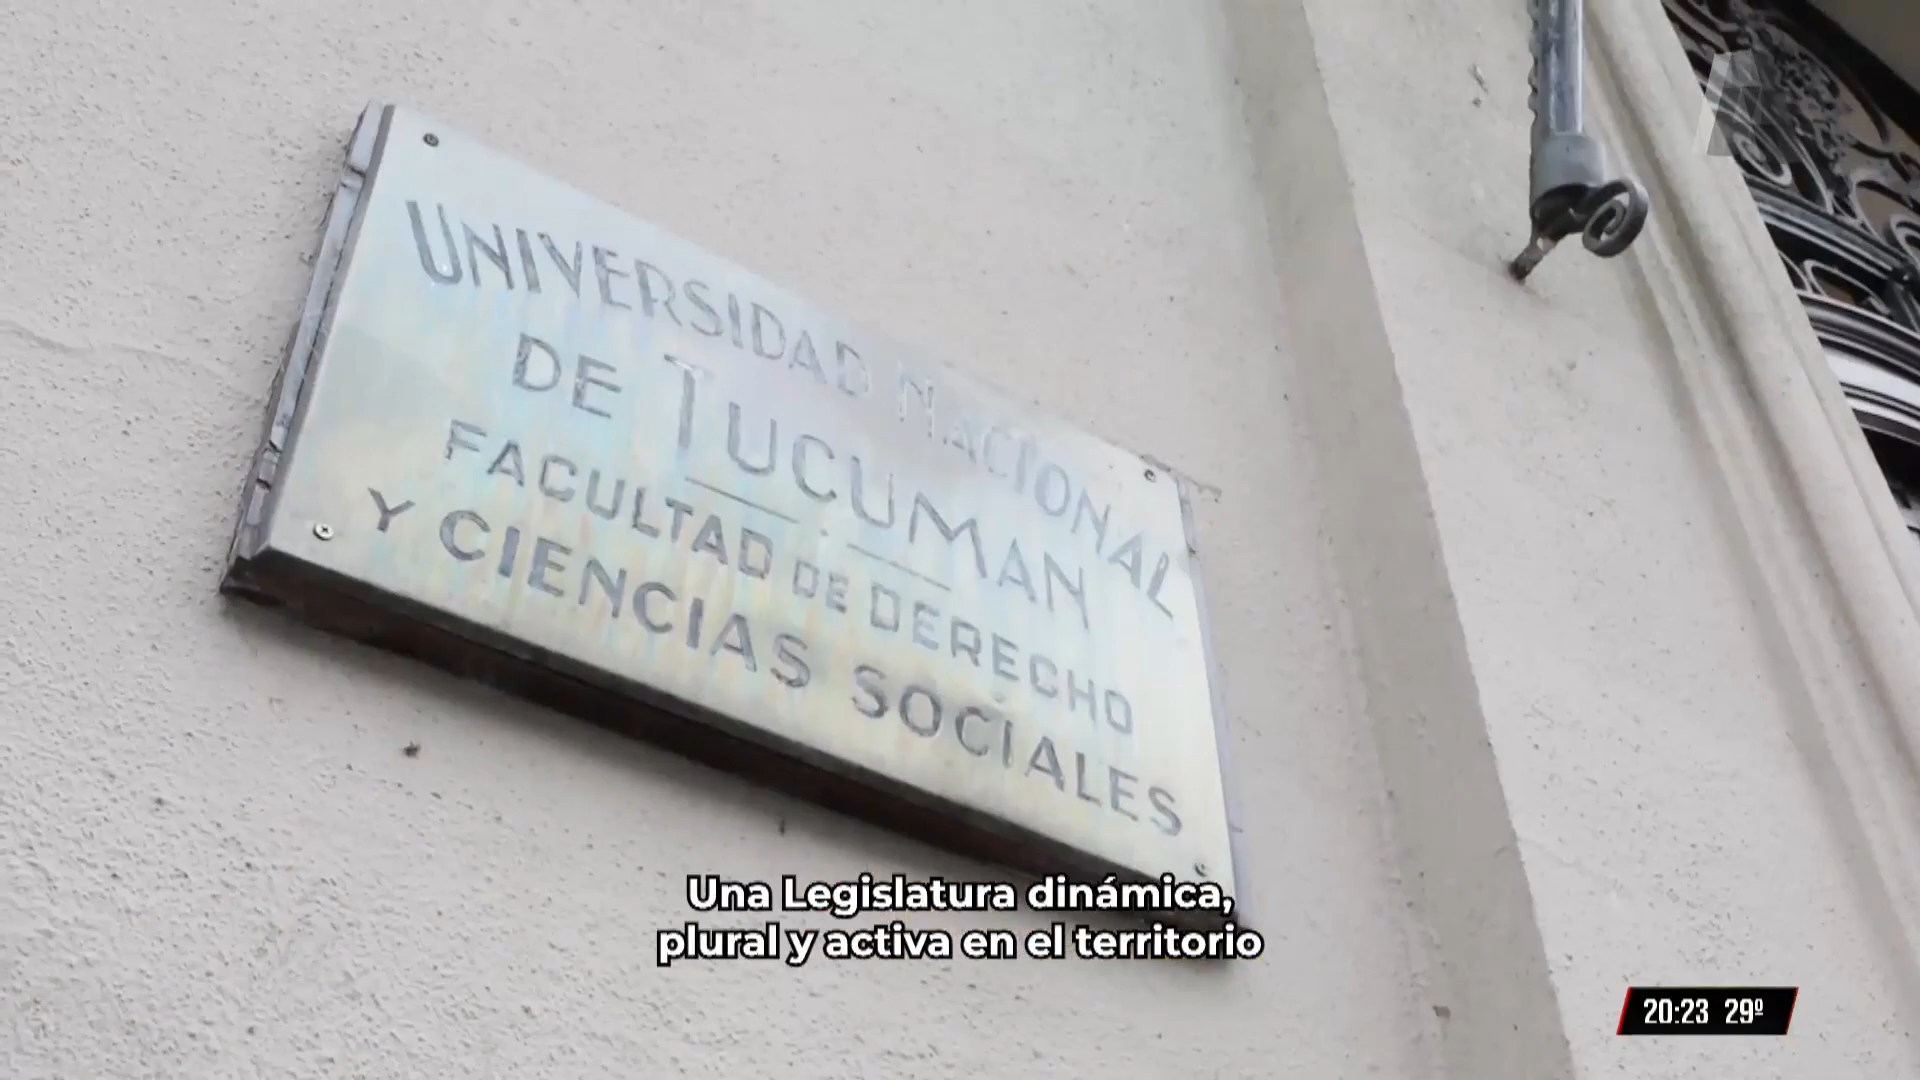 UNIVERSIDAD NACIONAL
DE TUCUMAN
FACULTAD DE DERECHO
Y CIENCIAS SOCIALES
Una Legislatura dinámica,
plural y activa en el territorio
20:23 29º